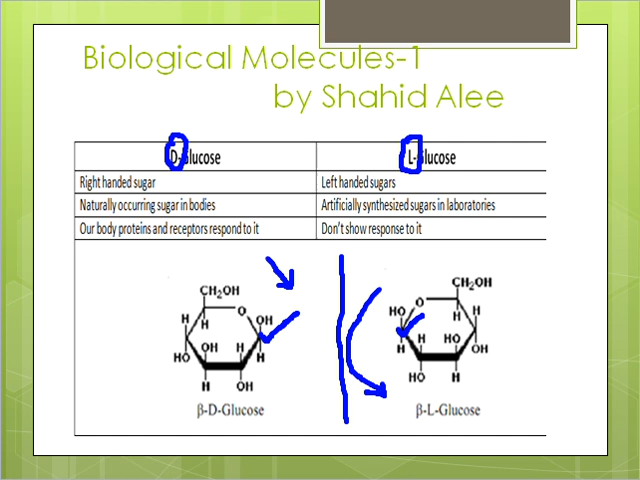 Biological Molecules-1
by Shahid Alee
D-Glucose L-Glucose
Right handed sugar Left handed sugars
Naturally occurring sugar in bodies Artificially synthesized sugars in laboratories
Our body proteins and receptors respond to it Don't show response to it
CH₂OH CH₂OH
O OH HO O
H H H
H OH H HO H
HO OH H H H HO OH
H OH HO H
β-D-Glucose β-L-Glucose